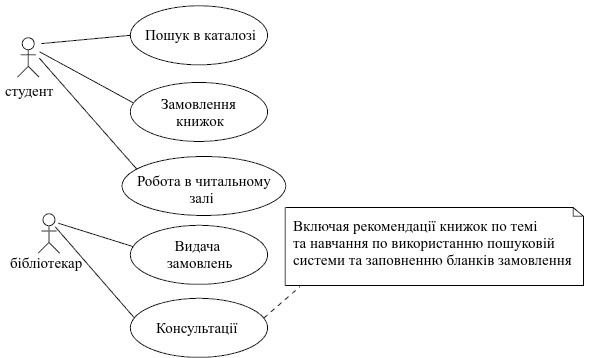 Пошук в каталозі
студент
Замовлення
книжок
Робота в читальному
залі
бібліотекар
Видача
замовлень
Включая рекомендації книжок по темі
та навчання по використанню пошуковій
системи та заповненню бланків замовлення
Консультації